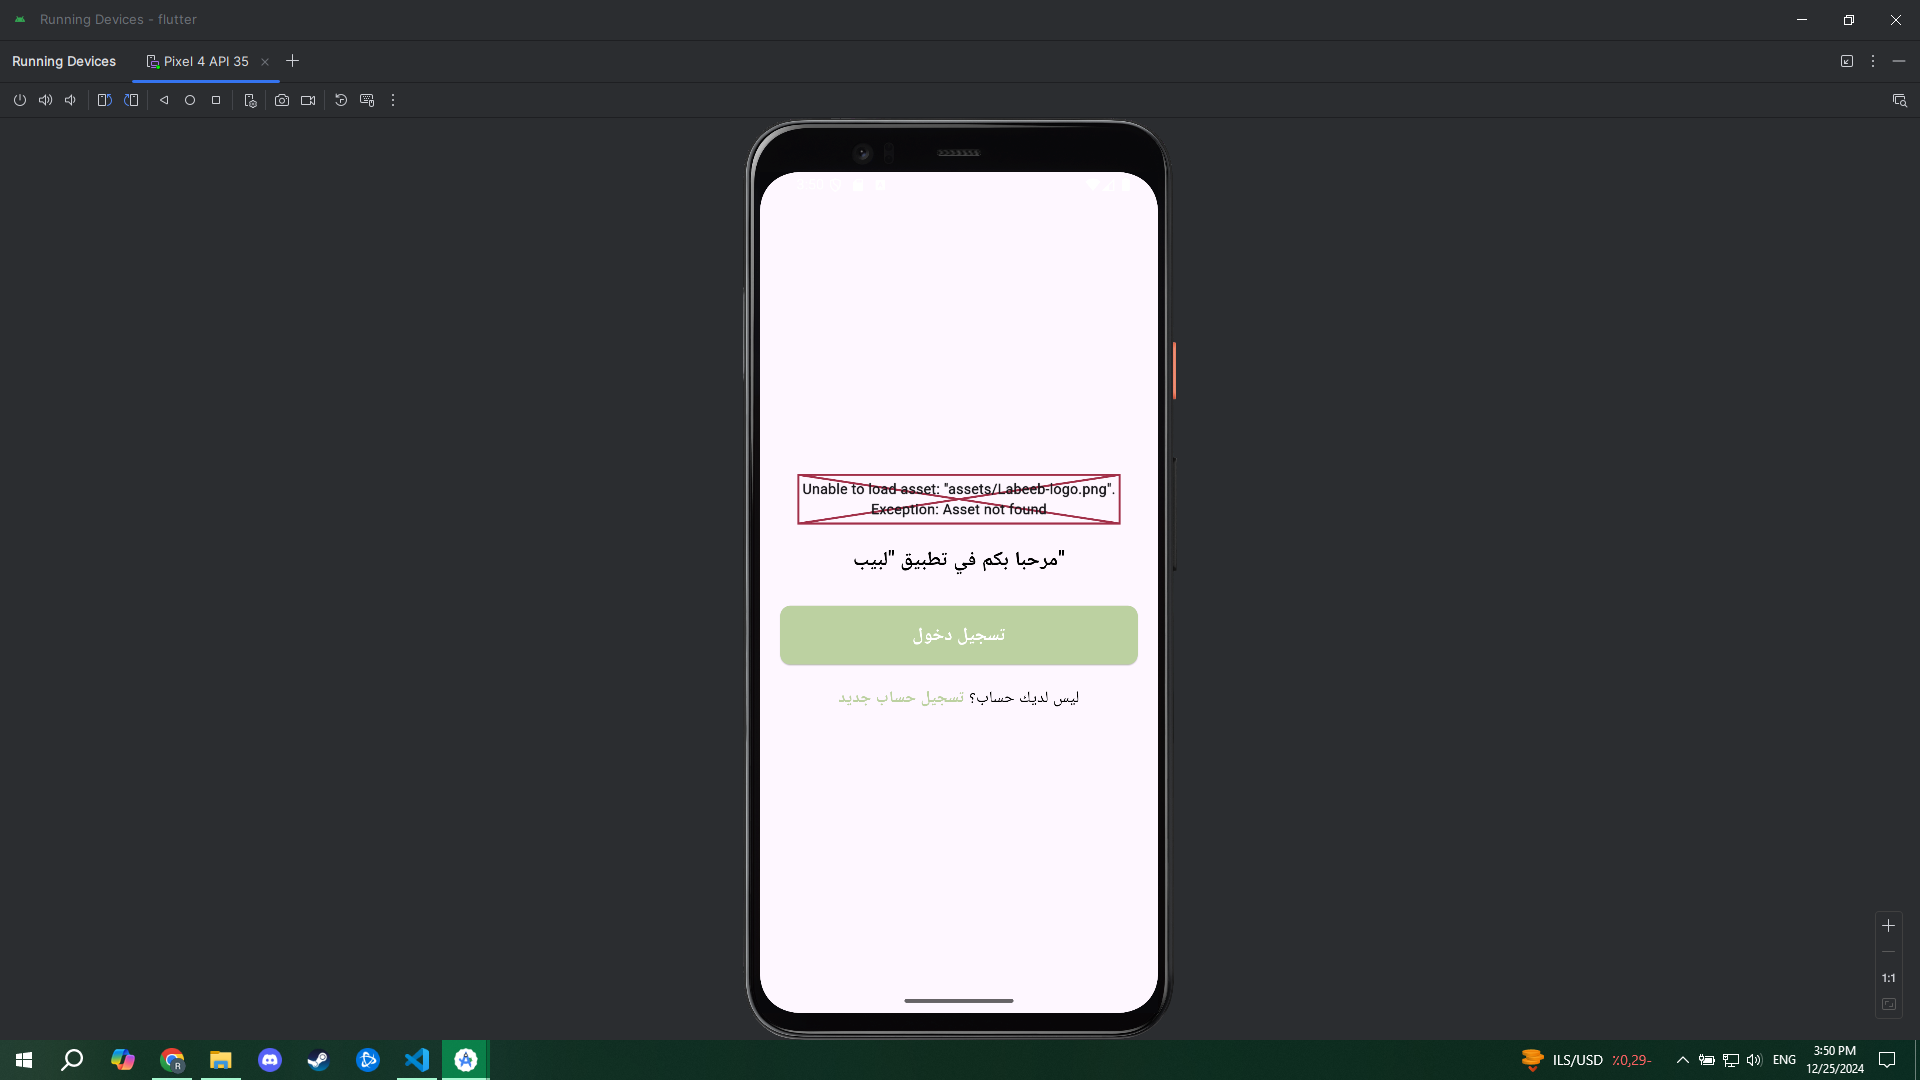 Running Devices - flutter
Running Devices
Pixel 4 API 35
Unable to load asset: "assets/Labeeb-logo.png".
Exception: Asset not found
مرحبا بكم في تطبيق "لبيب"
تسجيل دخول
ليس لديك حساب؟ تسجيل حساب جديد
1:1
R
ILS/USD
٪0,29-
ENG
3:50 PM
12/25/2024